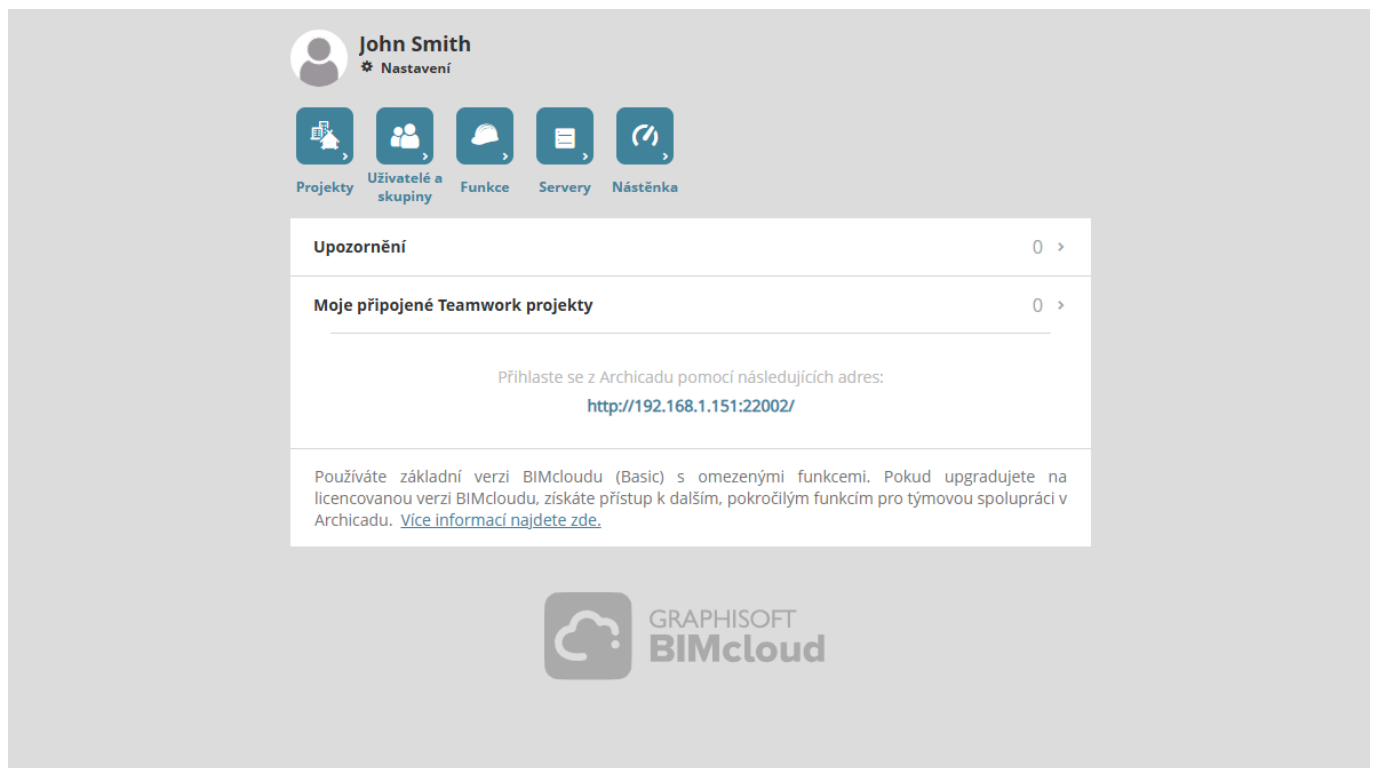 John Smith
Nastavení
Projekty
Uživatelé a
skupiny
Funkce
Servery
Nástěnka
Upozornění 0
Moje připojené Teamwork projekty 0
Přihlaste se z Archicadu pomocí následujících adres:
http://192.168.1.151:22002/
Používáte základní verzi BIMcloudu (Basic) s omezenými funkcemi. Pokud upgradujete na
licencovanou verzi BIMcloudu, získáte přístup k dalším, pokročilým funkcím pro týmovou spolupráci v
Archicadu. Více informací najdete zde.
GRAPHISOFT
BIMcloud